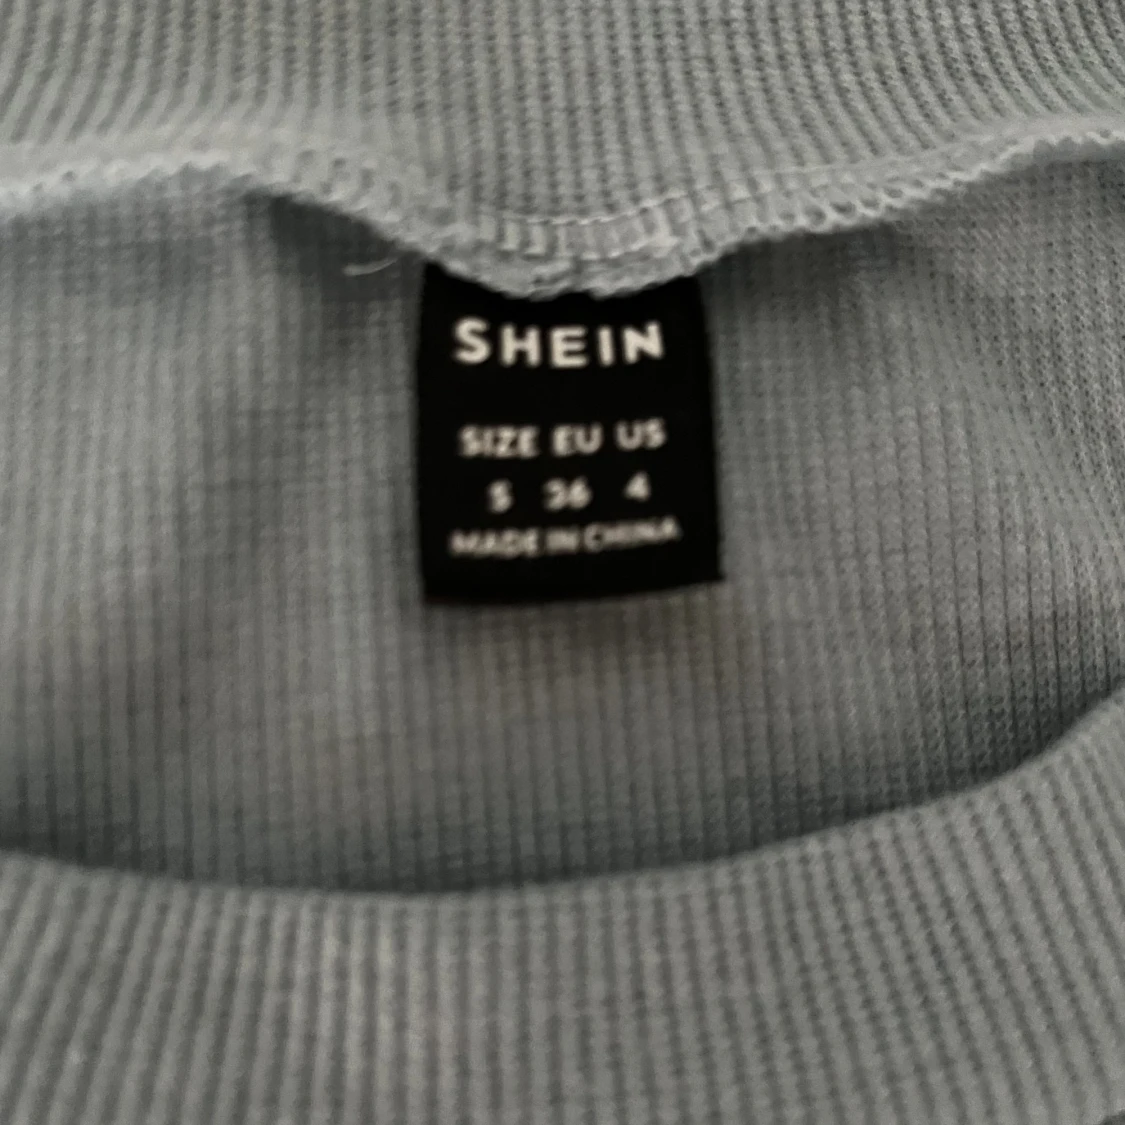 SHEIN
SIZE EU US
S 36 4
MADE IN CHINA